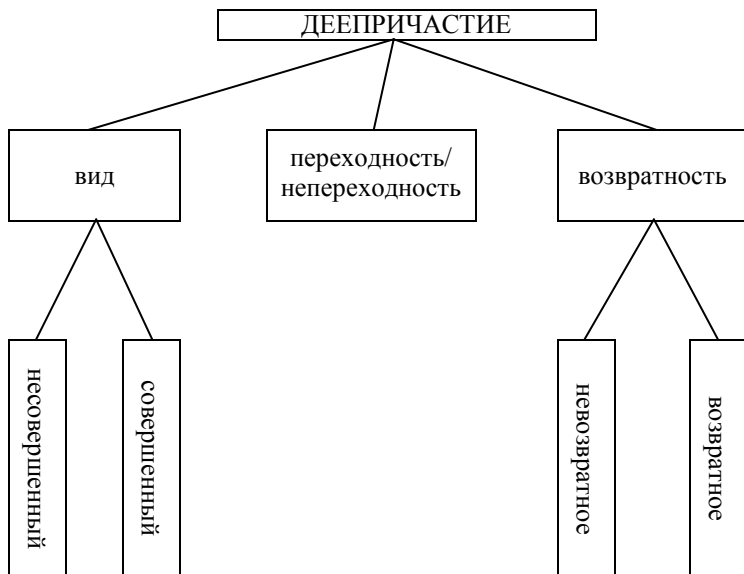 ДЕЕПРИЧАСТИЕ
вид
переходность/
непереходность
возвратность
несовершенный
совершенный
невозвратное
возвратное